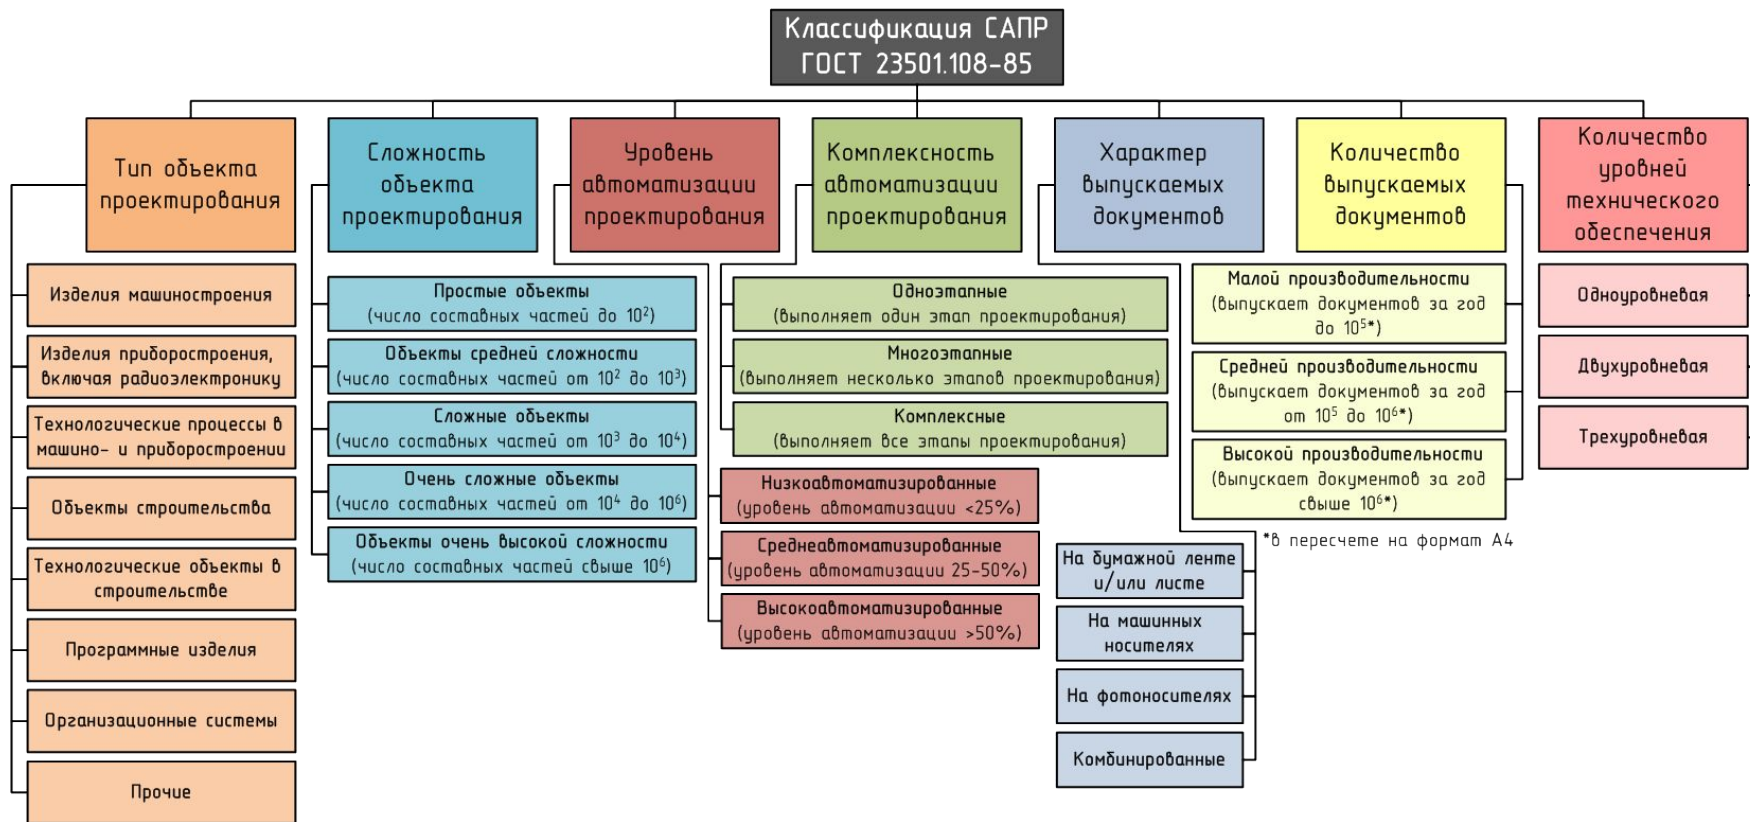 Классификация САПР
ГОСТ 23501.108-85
Тип объекта
проектирования
Изделия машиностроения
Изделия приборостроения,
включая радиоэлектронику
Технологические процессы в
машино- и приборостроении
Объекты строительства
Технологические объекты в
строительстве
Программные изделия
Организационные системы
Прочие
Сложность
объекта
проектирования
Простые объекты
(число составных частей до 10²)
Объекты средней сложности
(число составных частей от 10² до 10³)
Сложные объекты
(число составных частей от 10³ до 10⁴)
Очень сложные объекты
(число составных частей от 10⁴ до 10⁶)
Объекты очень высокой сложности
(число составных частей свыше 10⁶)
Уровень
автоматизации
проектирования
Низкоавтоматизированные
(уровень автоматизации <25%)
Среднеавтоматизированные
(уровень автоматизации 25-50%)
Высокоавтоматизированные
(уровень автоматизации >50%)
Комплексность
автоматизации
проектирования
Одноэтапные
(выполняет один этап проектирования)
Многоэтапные
(выполняет несколько этапов проектирования)
Комплексные
(выполняет все этапы проектирования)
Характер
выпускаемых
документов
На бумажной ленте
и/или листе
На машинных
носителях
На фотоносителях
Комбинированные
Количество
выпускаемых
документов
Малой производительности
(выпускает документов за год
до 10⁵*)
Средней производительности
(выпускает документов за год
от 10⁵ до 10⁶*)
Высокой производительности
(выпускает документов за год
свыше 10⁶*)
*в пересчете на формат А4
Количество
уровней
технического
обеспечения
Одноуровневая
Двухуровневая
Трехуровневая